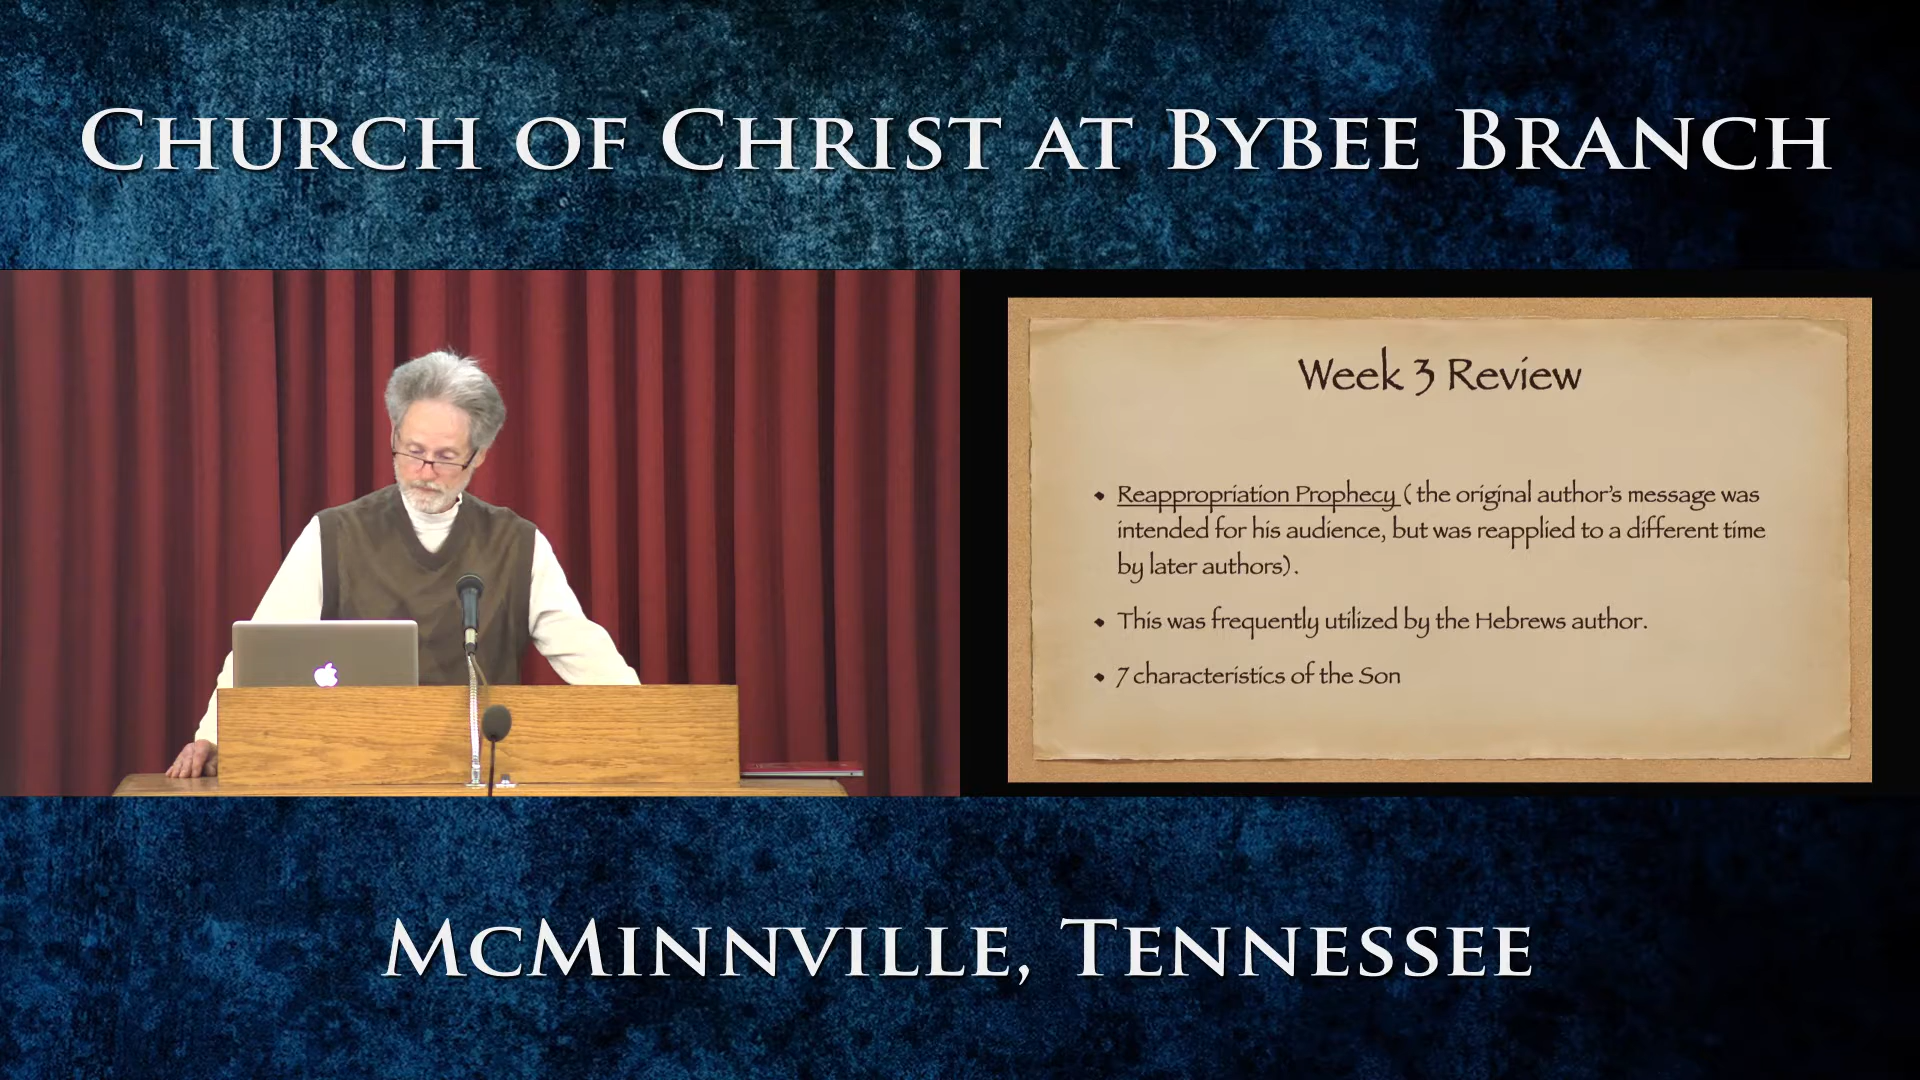 Church of Christ at Bybee Branch
Week 3 Review
• Reappropriation Prophecy ( the original author's message was
intended for his audience, but was reapplied to a different time
by later authors).
• This was frequently utilized by the Hebrews author.
• 7 characteristics of the Son
McMinnville, Tennessee